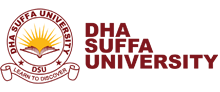 DHA SUFFA UNIVERSITY
DSU
LEARN TO DISCOVER
DHA
SUFFA
UNIVERSITY